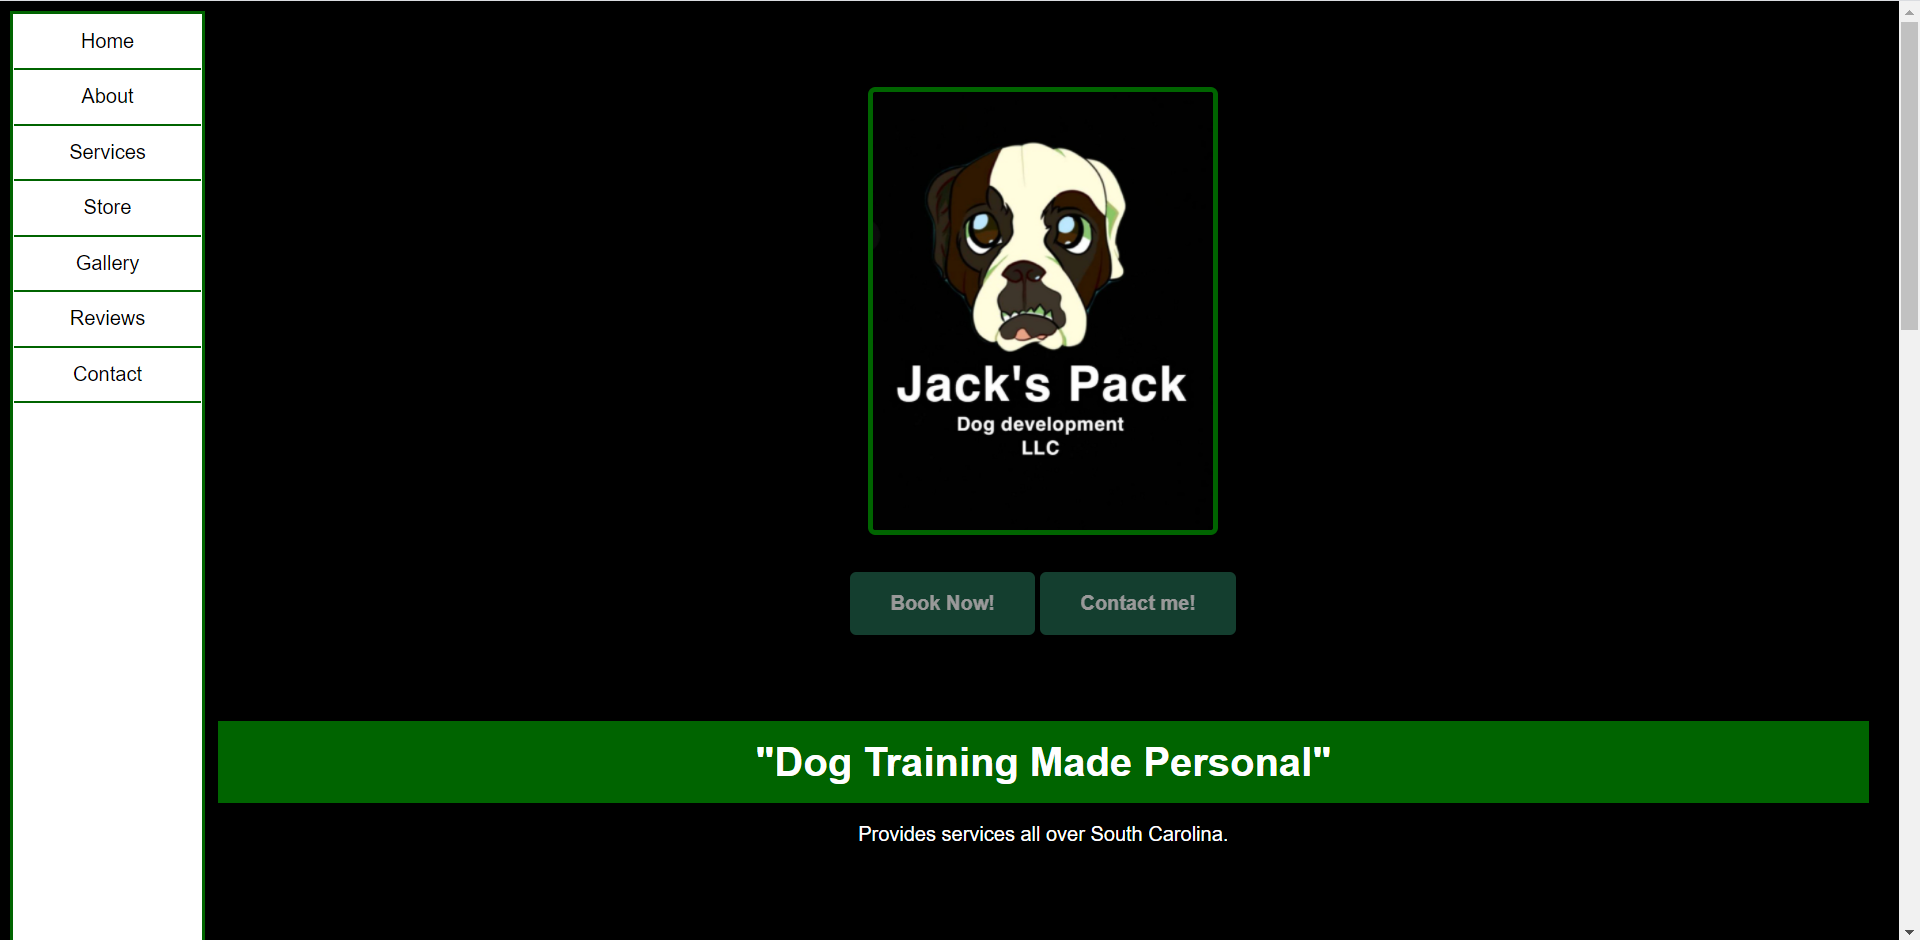 Home
About
Services
Store
Gallery
Reviews
Contact
Jack's Pack
Dog development
LLC
Book Now!
Contact me!
"Dog Training Made Personal"
Provides services all over South Carolina.